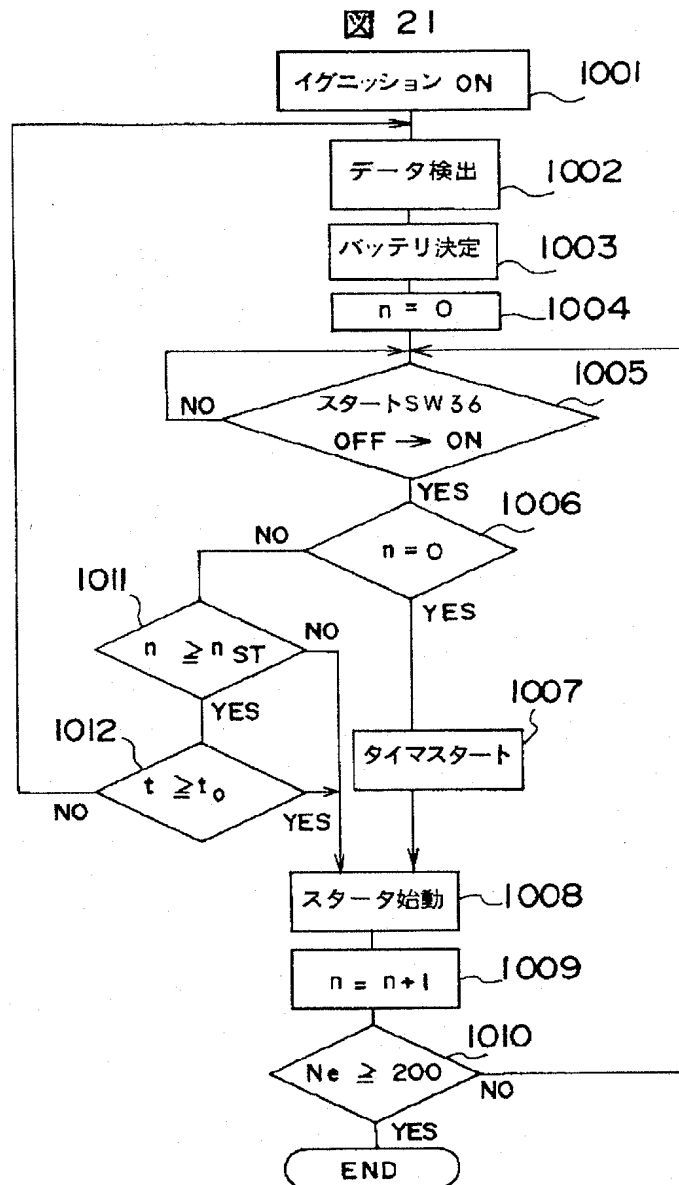 図 21
イグニッション ON
1001
データ検出
1002
バッテリ決定
1003
n = 0
1004
スタートSW36
OFF → ON
1005
NO
YES
n = 0
1006
NO
YES
1011
n ≧ nST
NO
YES
1007
タイマスタート
1012
t ≧ to
NO
YES
スタータ始動
1008
n = n+1
1009
Ne ≧ 200
1010
NO
YES
END